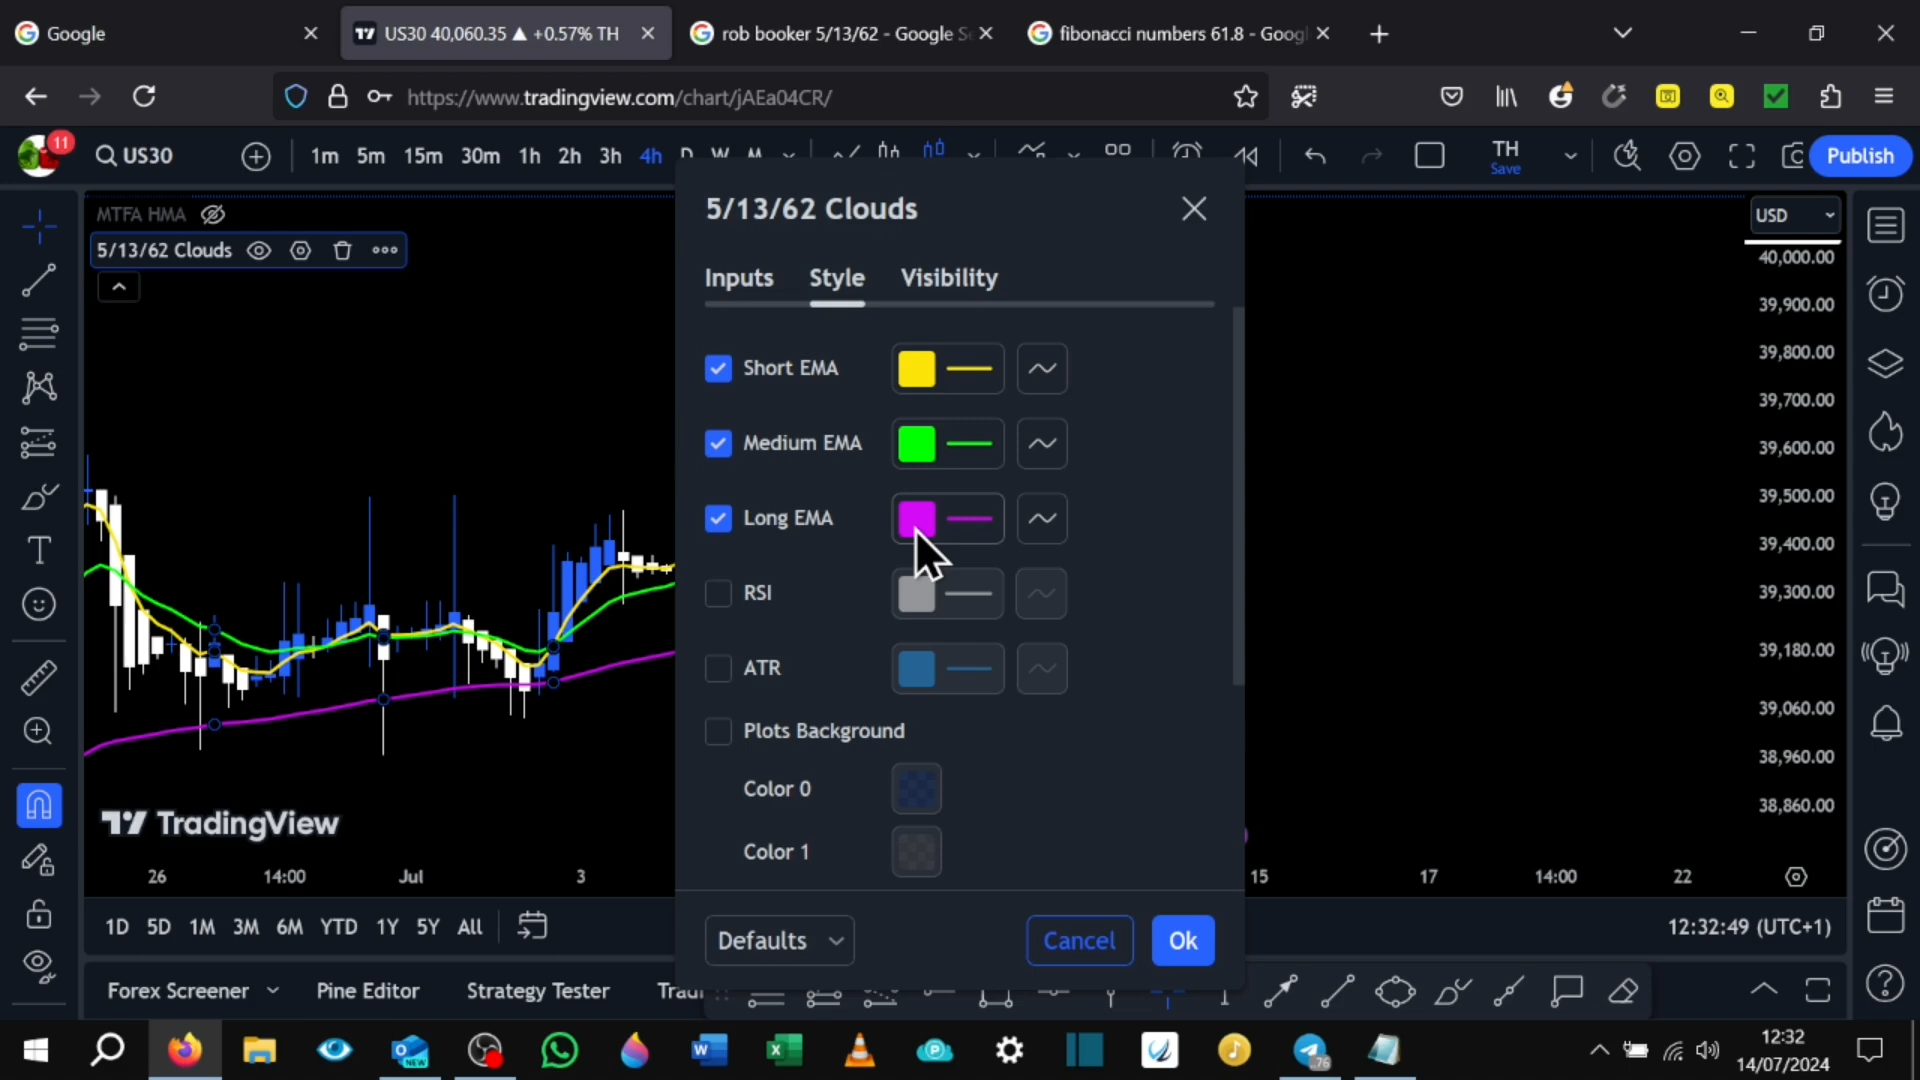 Google
US30 40,060.35 ▲ +0.57% TH
rob booker 5/13/62 - Google S
fibonacci numbers 61.8 - Goog
https://www.tradingview.com/chart/jAEa04CR/
11
US30
1m 5m 15m 30m 1h 2h 3h 4h D W M
TH
Save
Publish
MTFA HMA
5/13/62 Clouds
5/13/62 Clouds
Inputs Style Visibility
Short EMA
Medium EMA
Long EMA
RSI
ATR
Plots Background
Color 0
Color 1
Defaults
Cancel
Ok
USD
40,000.00
39,900.00
39,800.00
39,700.00
39,600.00
39,500.00
39,400.00
39,300.00
39,180.00
39,060.00
38,960.00
38,860.00
TradingView
26 14:00 Jul 3 15 17 14:00 22
1D 5D 1M 3M 6M YTD 1Y 5Y All
12:32:49 (UTC+1)
Forex Screener Pine Editor Strategy Tester
NEW
76
12:32
14/07/2024